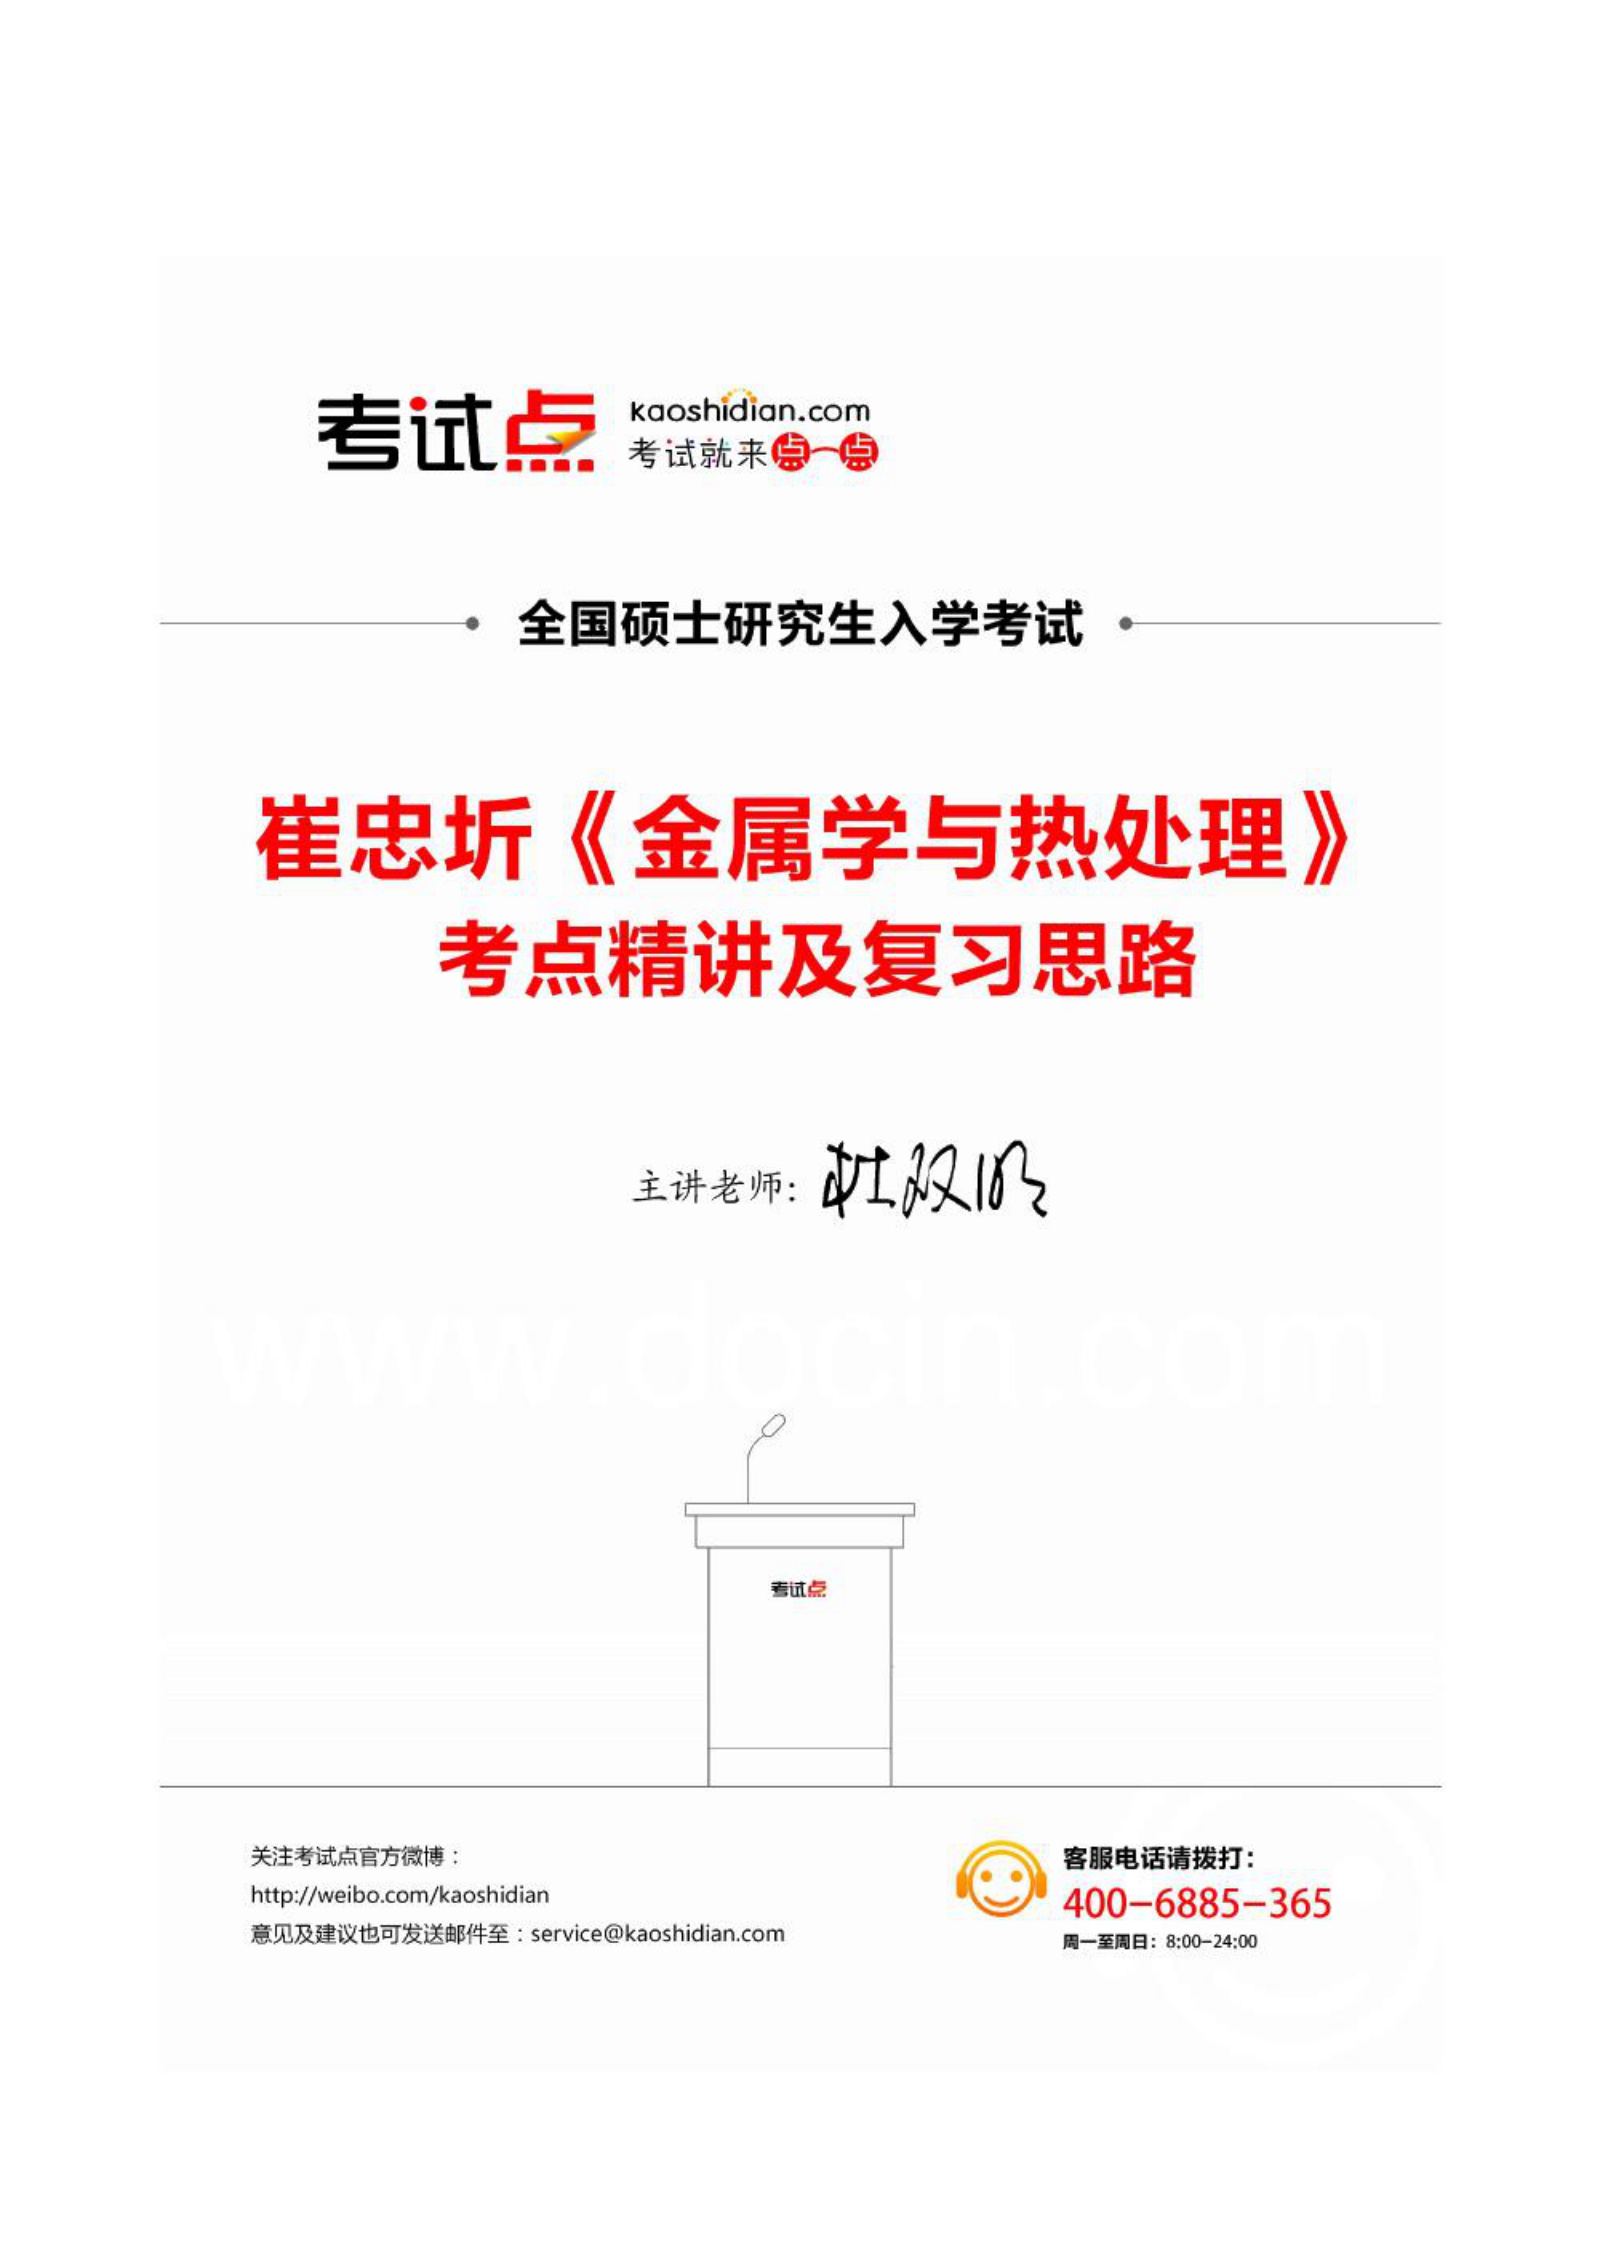 考试点 kaoshidian.com
考试就来点一点
全国硕士研究生入学考试
崔忠圻《金属学与热处理》
考点精讲及复习思路
主讲老师：杜双明
www.docin.com
考试点
关注考试点官方微博：
http://weibo.com/kaoshidian
意见及建议也可发送邮件至：service@kaoshidian.com
客服电话请拨打：
400-6885-365
周一至周日：8:00-24:00